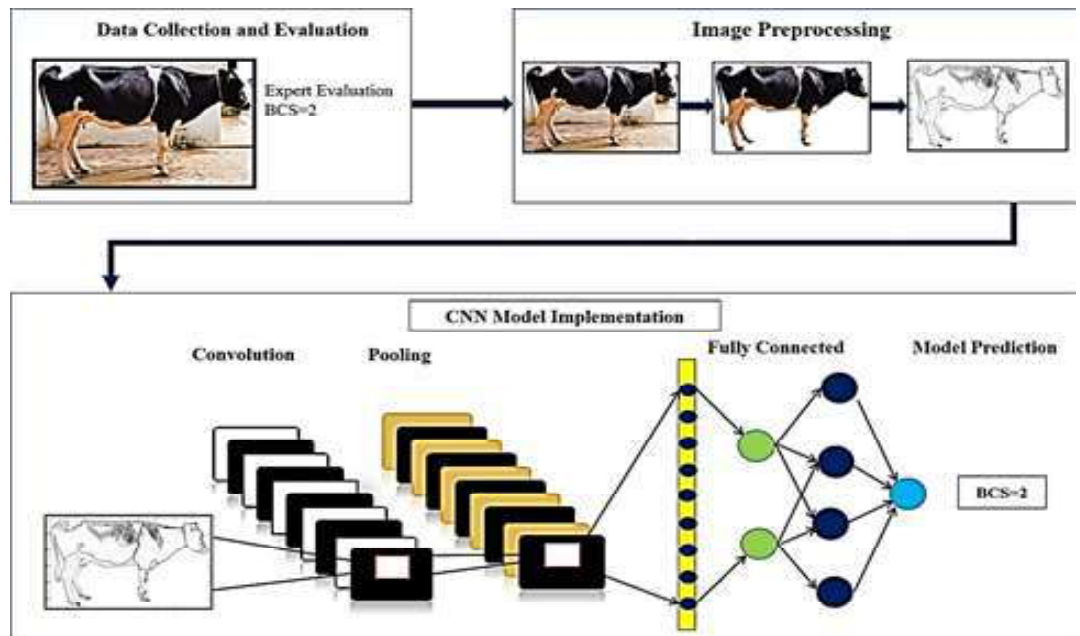 Data Collection and Evaluation
Expert Evaluation
BCS=2
Image Preprocessing
CNN Model Implementation
Convolution
Pooling
Fully Connected
Model Prediction
BCS=2